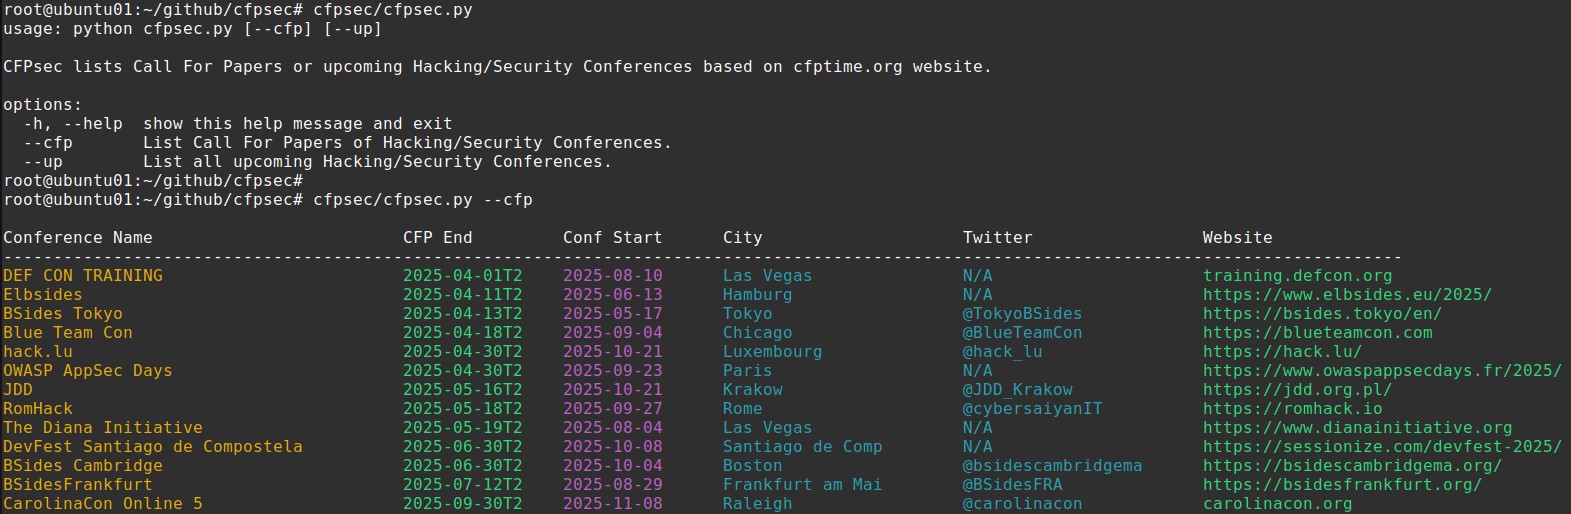 root@ubuntu01:~/github/cfpsec# cfpsec/cfpsec.py
usage: python cfpsec.py [--cfp] [--up]
CFPsec lists Call For Papers or upcoming Hacking/Security Conferences based on cfptime.org website.
options:
  -h, --help  show this help message and exit
  --cfp       List Call For Papers of Hacking/Security Conferences.
  --up        List all upcoming Hacking/Security Conferences.
root@ubuntu01:~/github/cfpsec#
root@ubuntu01:~/github/cfpsec# cfpsec/cfpsec.py --cfp
Conference Name                         CFP End         Conf Start      City                    Twitter                 Website
--------------------------------------------------------------------------------------------------------------------------------------------
DEF CON TRAINING                        2025-04-01T2    2025-08-10      Las Vegas               N/A                     training.defcon.org
Elbsides                                2025-04-11T2    2025-06-13      Hamburg                 N/A                     https://www.elbsides.eu/2025/
BSides Tokyo                            2025-04-13T2    2025-05-17      Tokyo                   @TokyoBSides            https://bsides.tokyo/en/
Blue Team Con                           2025-04-18T2    2025-09-04      Chicago                 @BlueTeamCon            https://blueteamcon.com
hack.lu                                 2025-04-30T2    2025-10-21      Luxembourg              @hack_lu                https://hack.lu/
OWASP AppSec Days                       2025-04-30T2    2025-09-23      Paris                   N/A                     https://www.owaspappsecdays.fr/2025/
JDD                                     2025-05-16T2    2025-10-21      Krakow                  @JDD_Krakow             https://jdd.org.pl/
RomHack                                 2025-05-18T2    2025-09-27      Rome                    @cybersaiyanIT          https://romhack.io
The Diana Initiative                    2025-05-19T2    2025-08-04      Las Vegas               N/A                     https://www.dianainitiative.org
DevFest Santiago de Compostela          2025-06-30T2    2025-10-08      Santiago de Comp        N/A                     https://sessionize.com/devfest-2025/
BSides Cambridge                        2025-06-30T2    2025-10-04      Boston                  @bsidescambridgema      https://bsidescambridgema.org/
BSidesFrankfurt                         2025-07-12T2    2025-08-29      Frankfurt am Mai        @BSidesFRA              https://bsidesfrankfurt.org/
CarolinaCon Online 5                    2025-09-30T2    2025-11-08      Raleigh                 @carolinacon            carolinacon.org